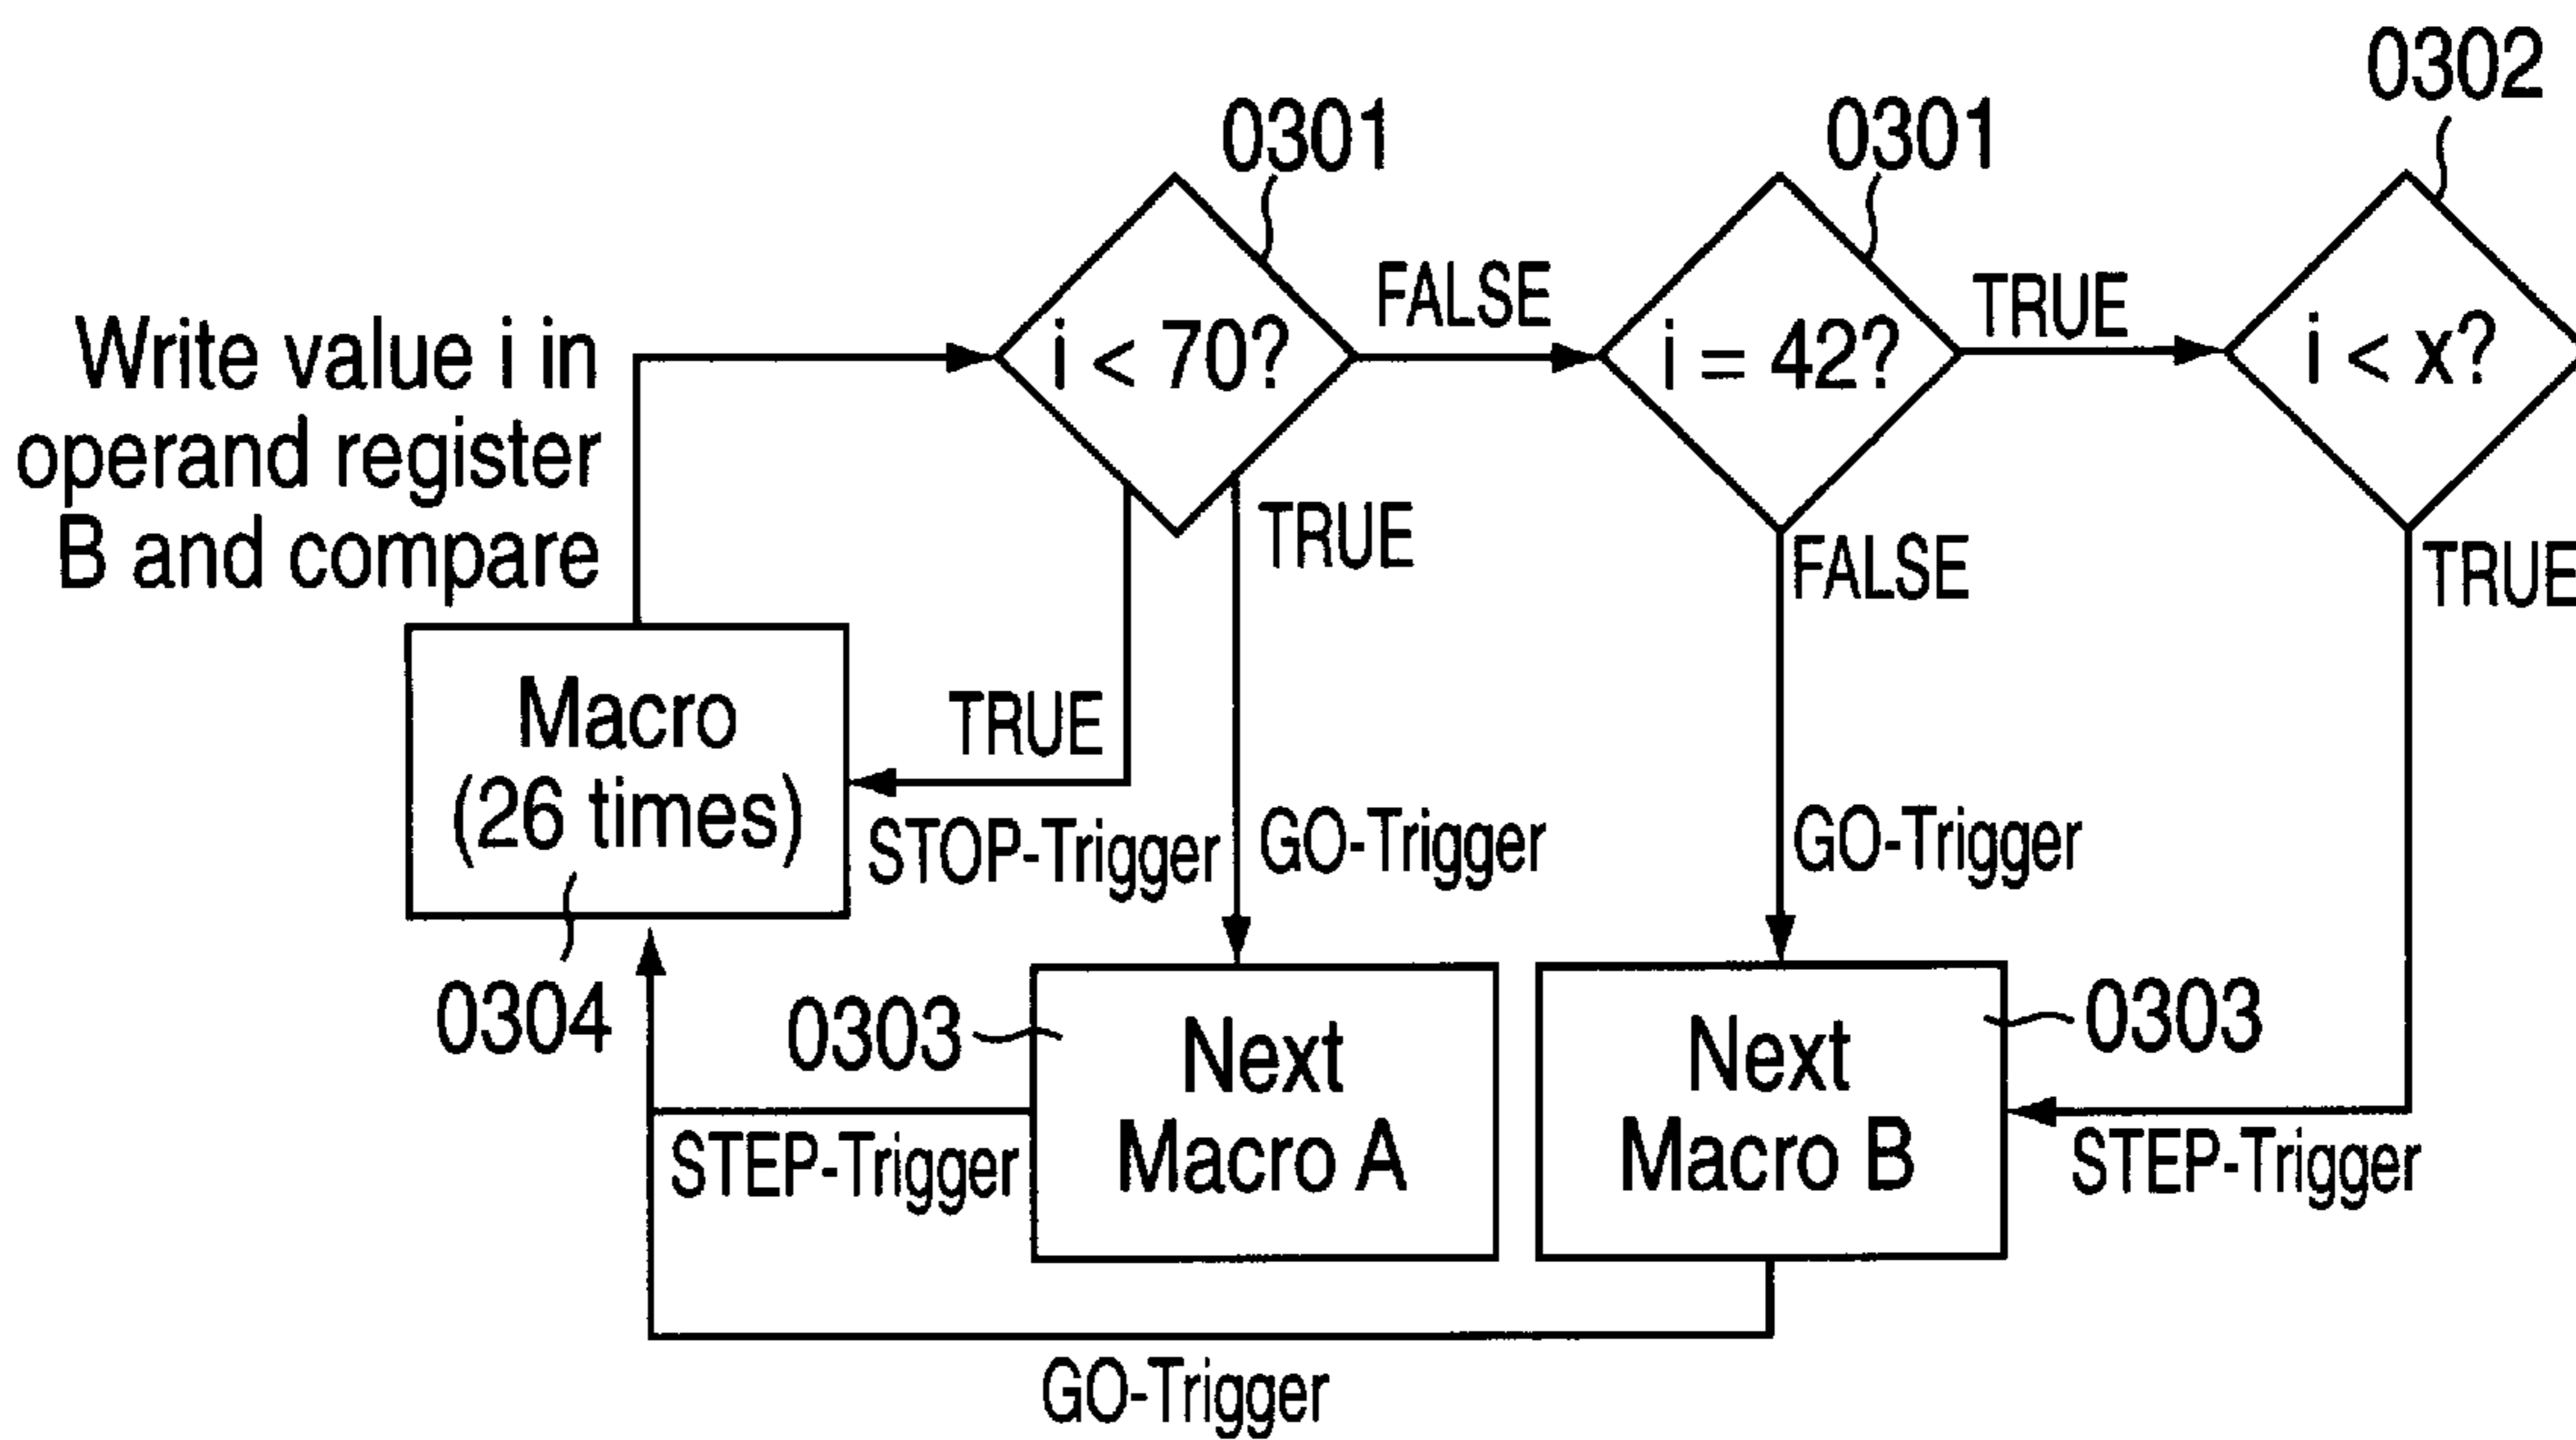 0302
0301
0301
Write value i in
operand register
B and compare
i < 70?
FALSE
i = 42?
TRUE
i < x?
TRUE
FALSE
TRUE
Macro
(26 times)
TRUE
STOP-Trigger
GO-Trigger
GO-Trigger
0304
0303
Next
Macro A
Next
Macro B
0303
STEP-Trigger
STEP-Trigger
GO-Trigger